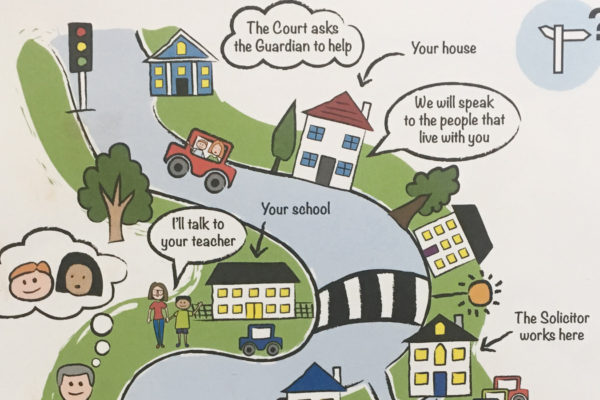 The Court asks
the Guardian to help
Your house
?
We will speak
to the people that
live with you
Your school
I'll talk to
your teacher
The Solicitor
works here